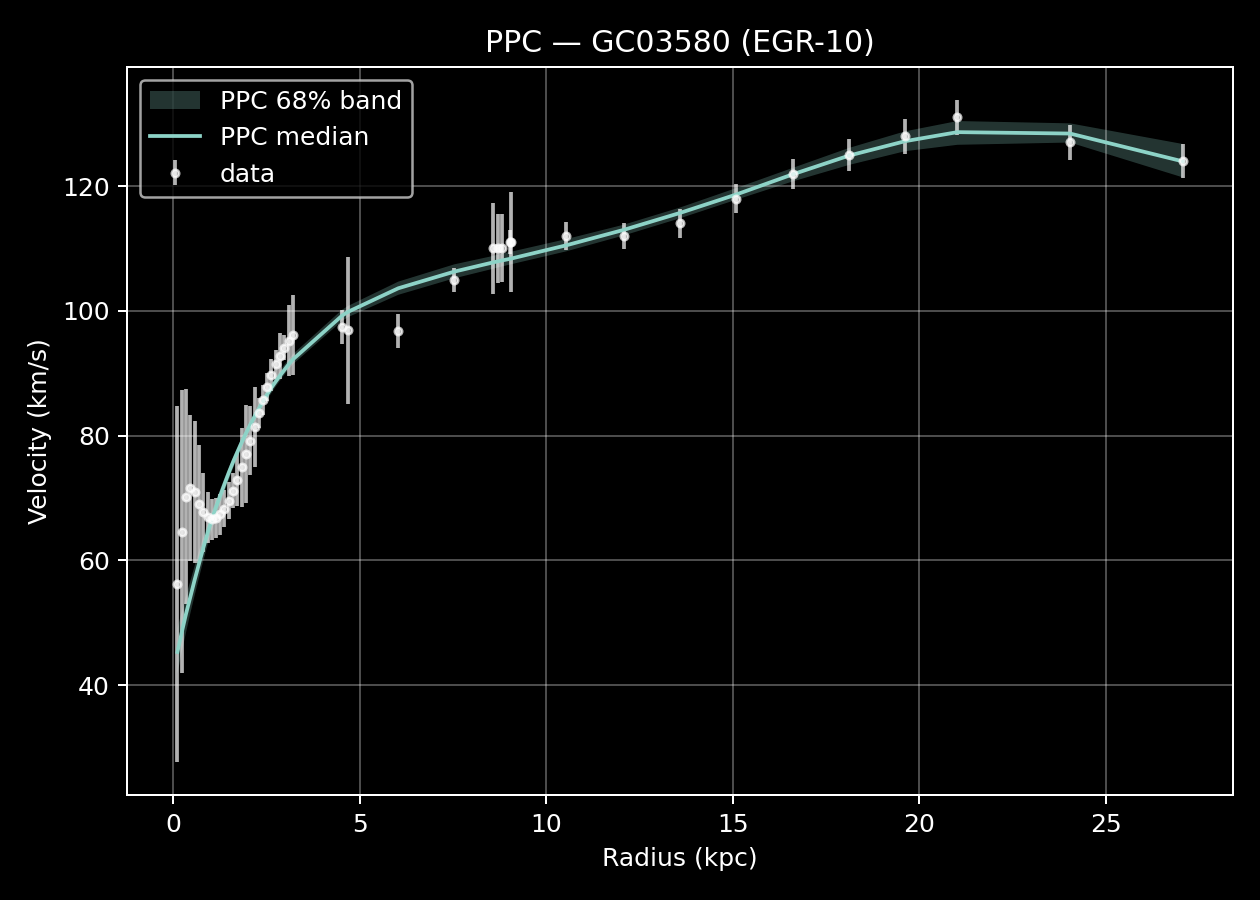 PPC — GC03580 (EGR-10)
PPC 68% band
PPC median
data
Velocity (km/s)
120
100
80
60
40
0 5 10 15 20 25
Radius (kpc)